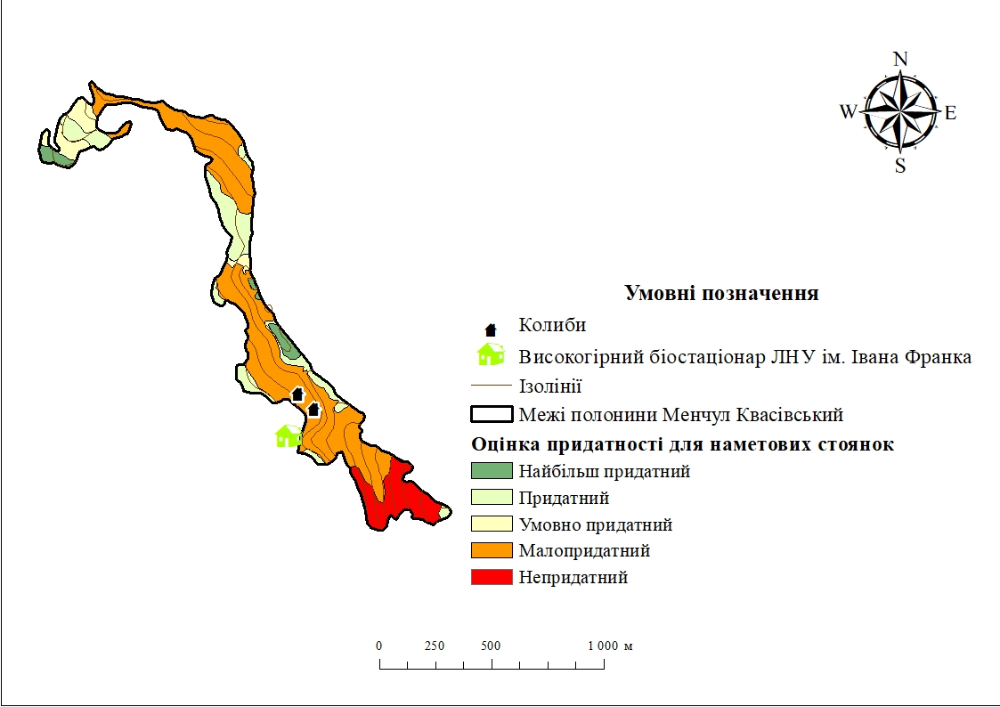 N
W E
S
Умовні позначення
Колиби
Високогірний біостаціонар ЛНУ ім. Івана Франка
Ізолінії
Межі полонини Менчул Квасівський
Оцінка придатності для наметових стоянок
Найбільш придатний
Придатний
Умовно придатний
Малопридатний
Непридатний
0 250 500 1 000 м